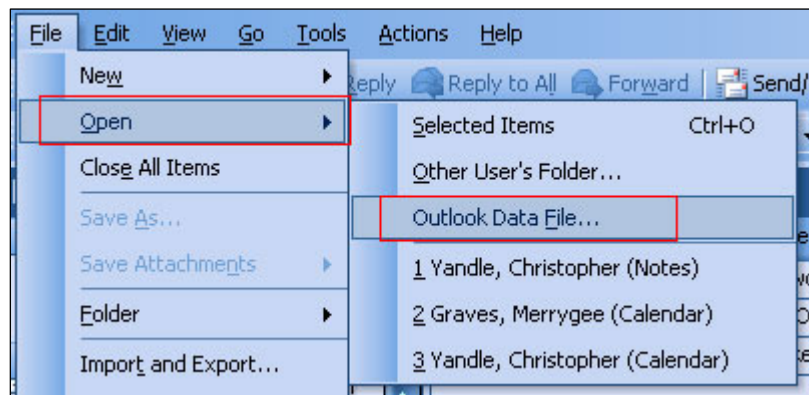 File Edit View Go Tools Actions Help
Reply Reply to All Forward Send/
New
Open
Close All Items
Save As...
Save Attachments
Folder
Import and Export...
Selected Items Ctrl+O
Other User's Folder...
Outlook Data File...
1 Yandle, Christopher (Notes)
2 Graves, Merrygee (Calendar)
3 Yandle, Christopher (Calendar)